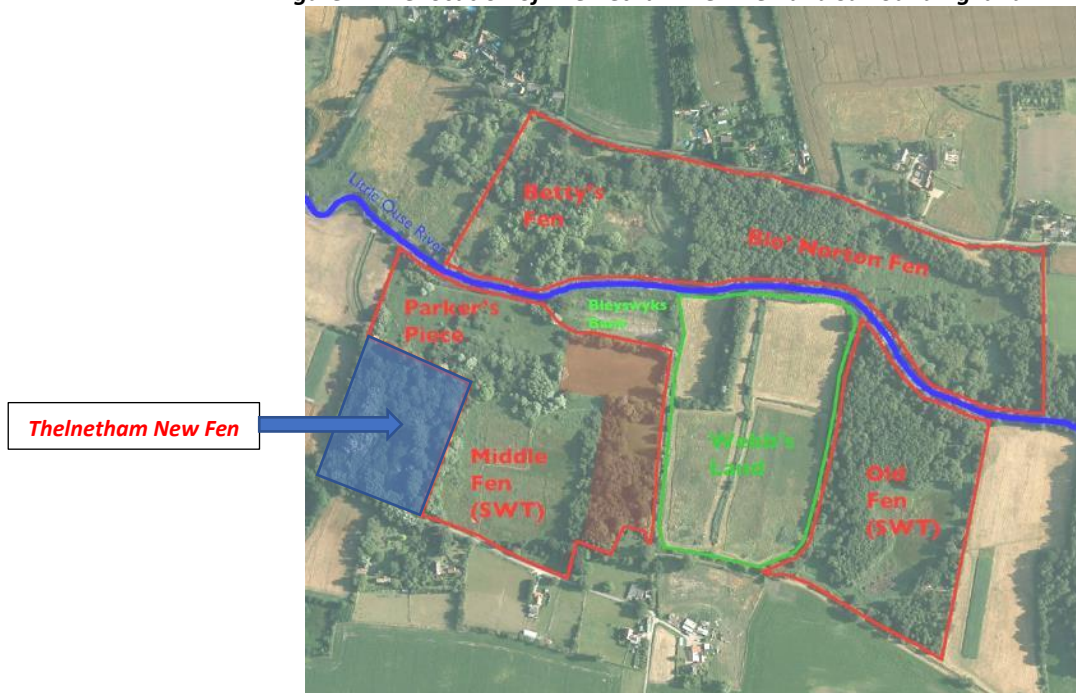 Betty's
Fen
Little Ouse River
Blo' Norton Fen
Parker's
Piece
Bleyswyks
Thelnetham New Fen
Middle
Fen
(SWT)
Webb's
Land
Old
Fen
(SWT)